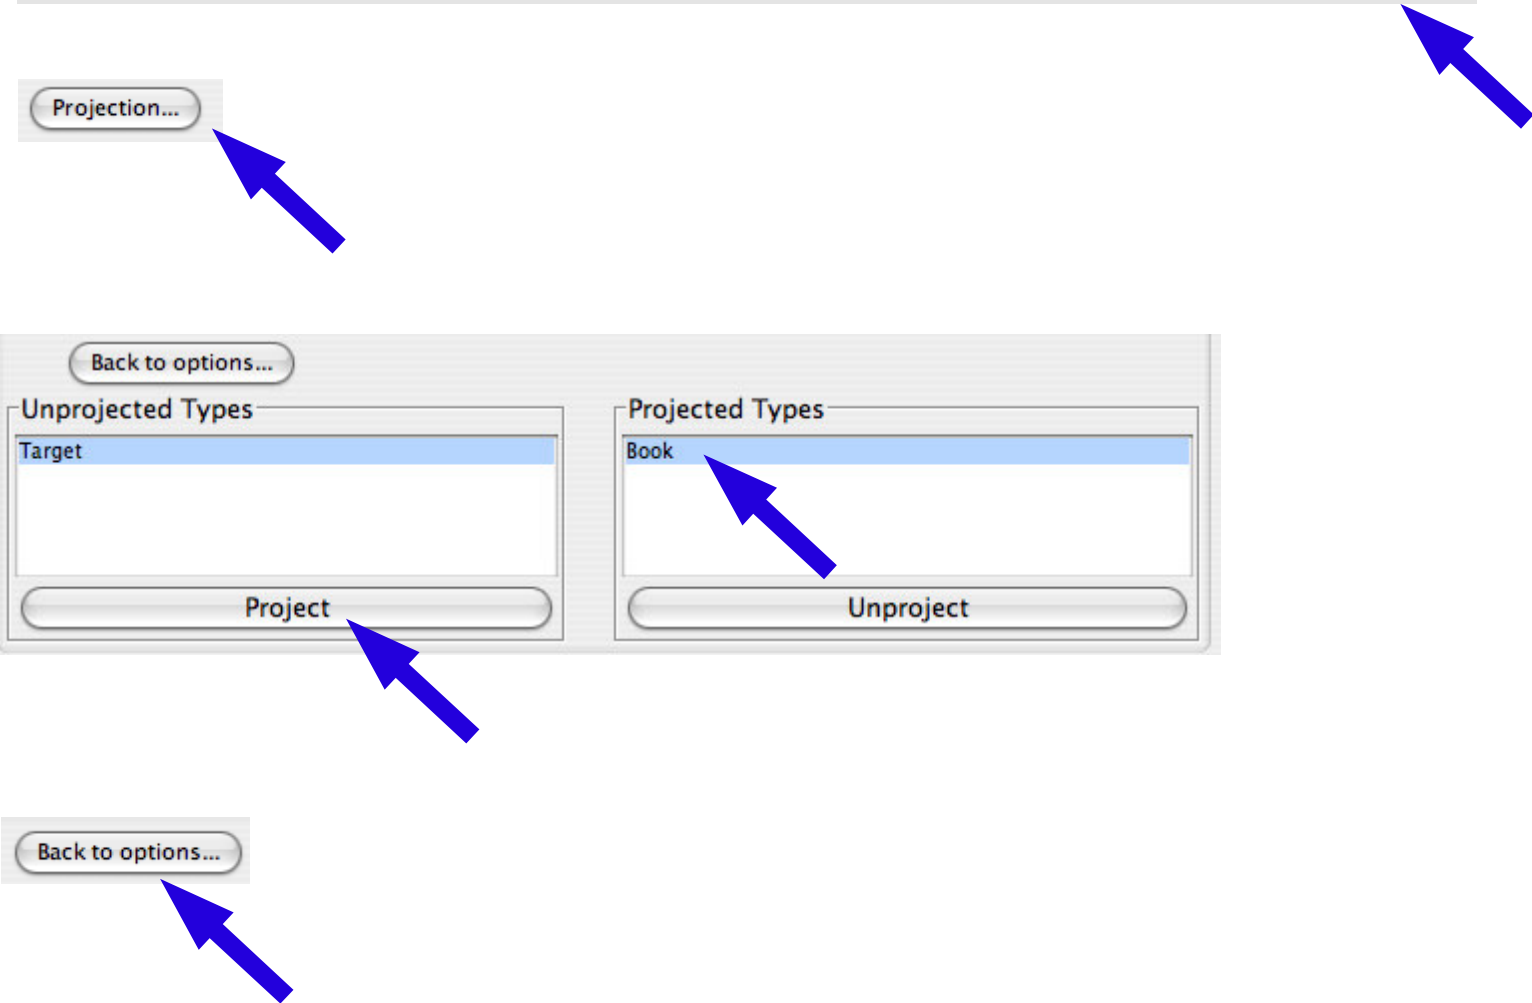 Projection...
Back to options...
Unprojected Types
Projected Types
Target
Book
Project
Unproject
Back to options...